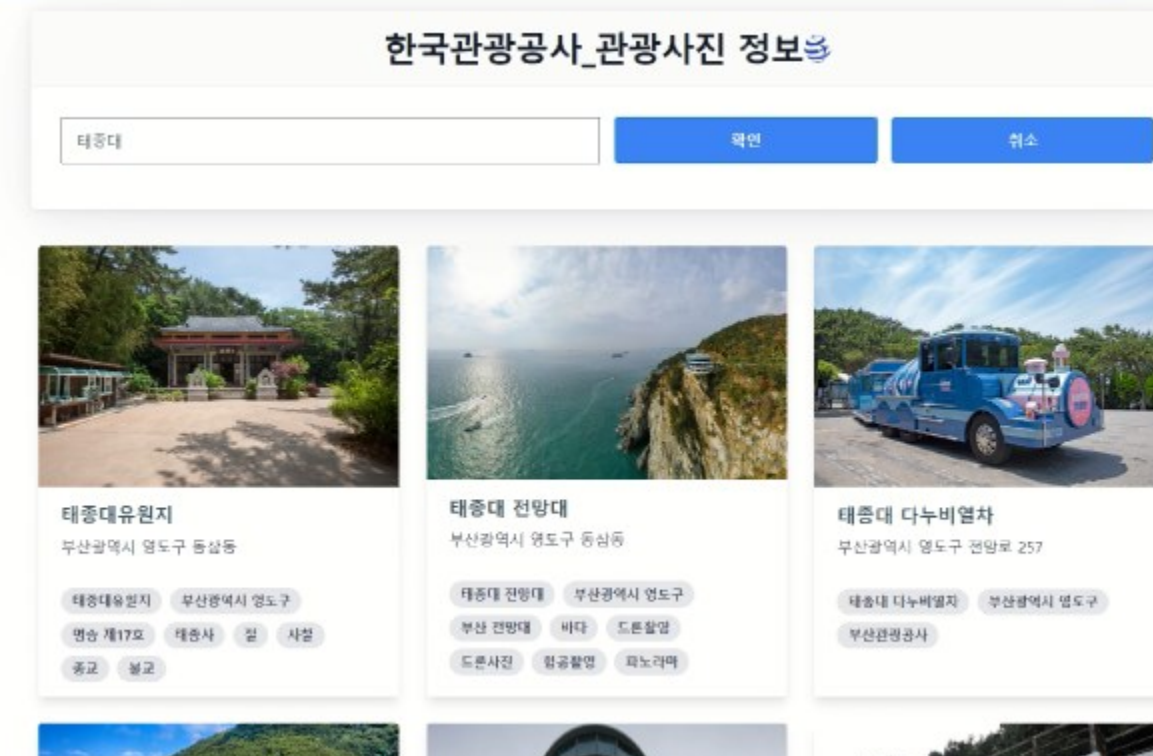 한국관광공사_관광사진 정보
태종대
확인
취소
태종대유원지
부산광역시 영도구 동삼동
태종대유원지 부산광역시 영도구
명승 제17호 태종사 절 사찰
종교 불교
태종대 전망대
부산광역시 영도구 동삼동
태종대 전망대 부산광역시 영도구
부산 전망대 바다 드론촬영
드론사진 항공촬영 파노라마
태종대 다누비열차
부산광역시 영도구 전망로 257
태종대 다누비열차 부산광역시 영도구
부산관광공사